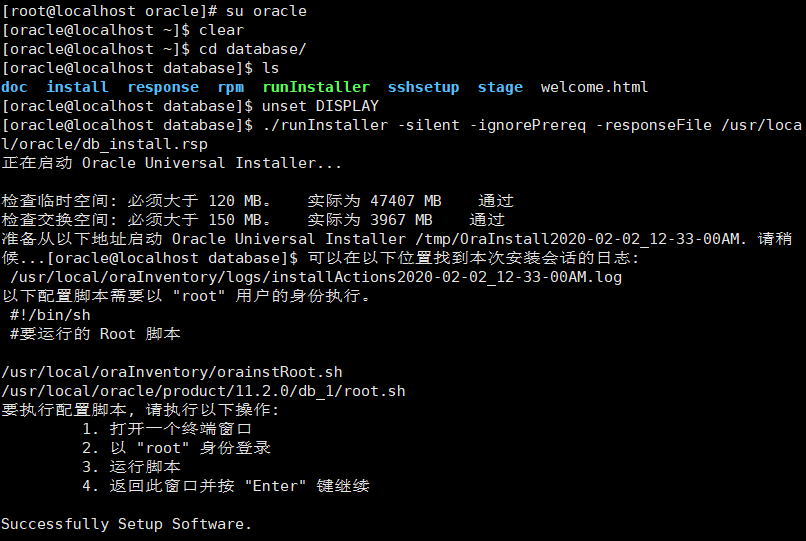 [root@localhost oracle]# su oracle
[oracle@localhost ~]$ clear
[oracle@localhost ~]$ cd database/
[oracle@localhost database]$ ls
doc  install  response  rpm  runInstaller  sshsetup  stage  welcome.html
[oracle@localhost database]$ unset DISPLAY
[oracle@localhost database]$ ./runInstaller -silent -ignorePrereq -responseFile /usr/loca
l/oracle/db_install.rsp
正在启动 Oracle Universal Installer...
检查临时空间: 必须大于 120 MB。   实际为 47407 MB    通过
检查交换空间: 必须大于 150 MB。   实际为 3967 MB    通过
准备从以下地址启动 Oracle Universal Installer /tmp/OraInstall2020-02-02_12-33-00AM. 请稍
候...[oracle@localhost database]$ 可以在以下位置找到本次安装会话的日志:
 /usr/local/oraInventory/logs/installActions2020-02-02_12-33-00AM.log
以下配置脚本需要以 "root" 用户的身份执行。
 #!/bin/sh
 #要运行的 Root 脚本
/usr/local/oraInventory/orainstRoot.sh
/usr/local/oracle/product/11.2.0/db_1/root.sh
要执行配置脚本, 请执行以下操作:
         1. 打开一个终端窗口
         2. 以 "root" 身份登录
         3. 运行脚本
         4. 返回此窗口并按 "Enter" 键继续
Successfully Setup Software.